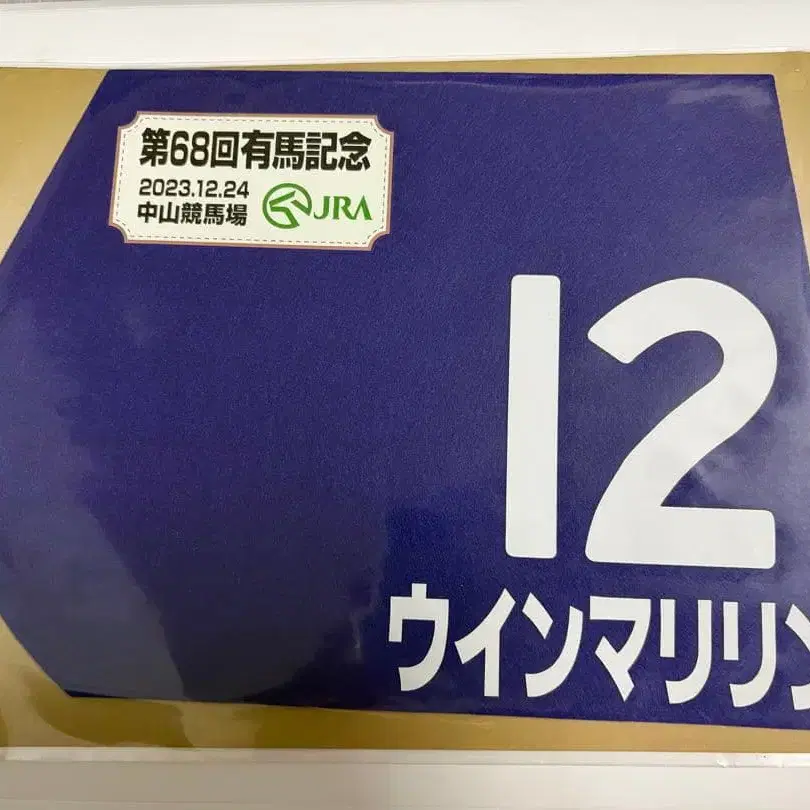 第68回有馬記念
2023.12.24
中山競馬場
JRA
12
ウインマリリン